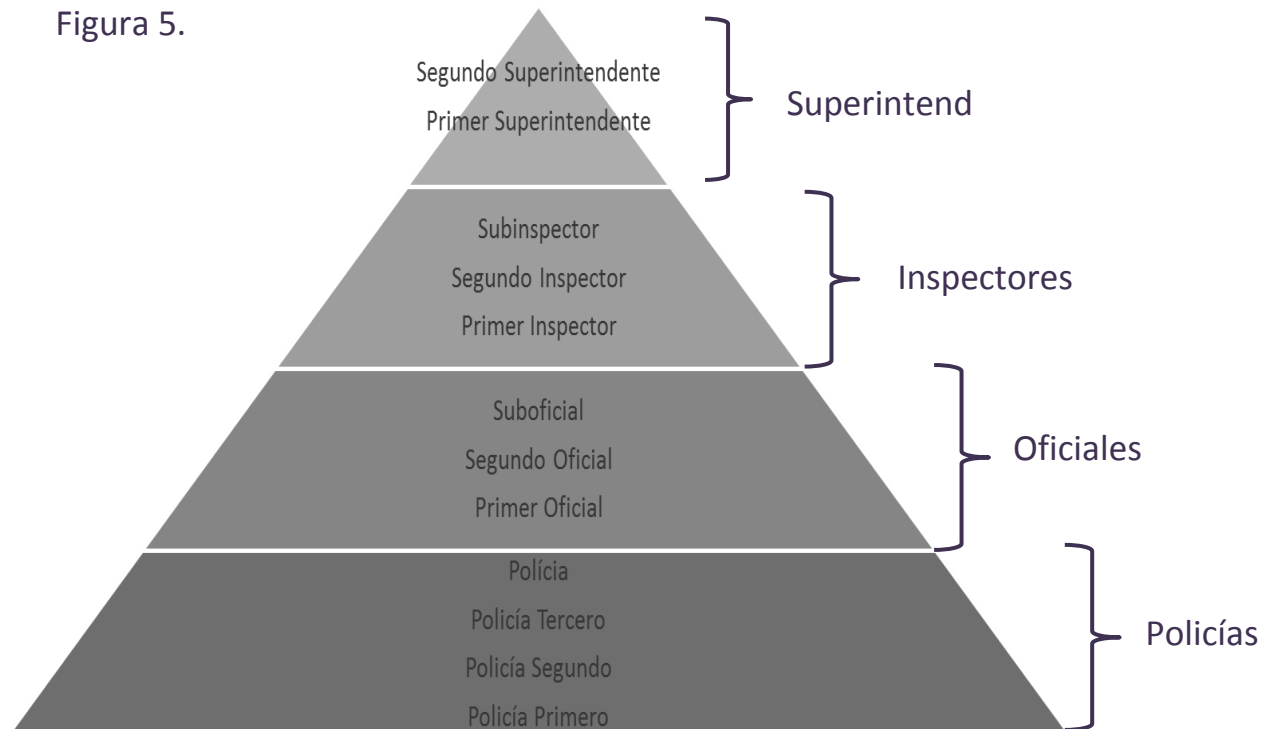 Figura 5.
Segundo Superintendente
Primer Superintendente
Superintend
Subinspector
Segundo Inspector
Primer Inspector
Inspectores
Suboficial
Segundo Oficial
Primer Oficial
Oficiales
Polícia
Policía Tercero
Policía Segundo
Policía Primero
Policías